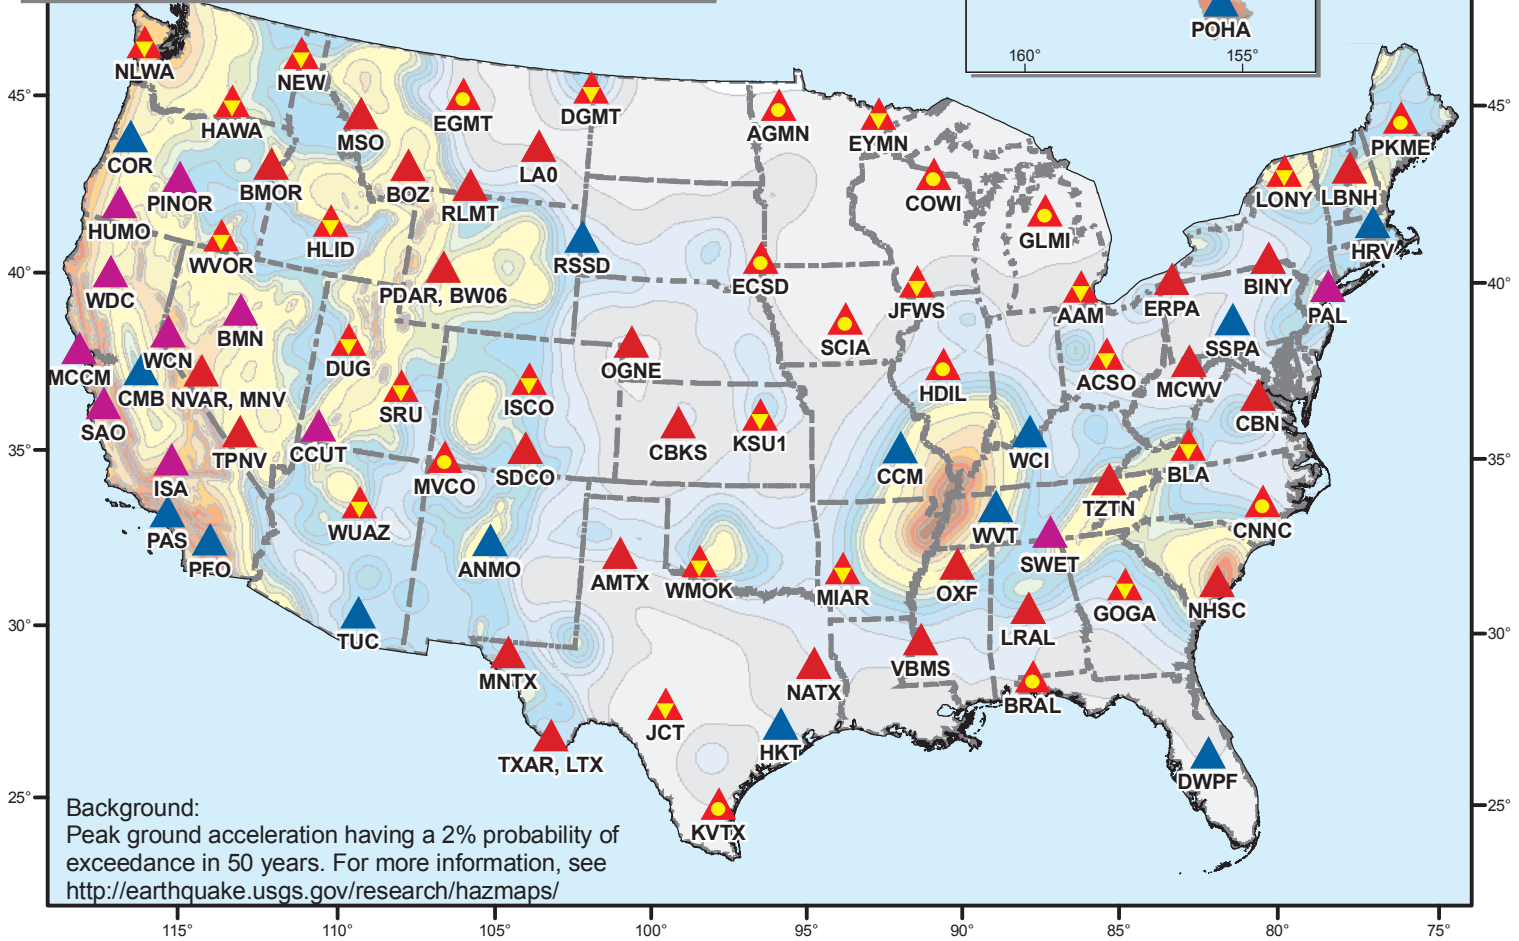 POHA
160°
155°
NLWA
NEW
45°
HAWA
MSO
EGMT
DGMT
AGMN
EYMN
45°
PKME
COR
PINOR
BMOR
BOZ
LA0
RLMT
COWI
LONY
LBNH
HUMO
WVOR
HLID
RSSD
GLMI
HRV
40°
WDC
PDAR, BW06
ECSD
JFWS
AAM
ERPA
BINY
40°
PAL
BMN
WCN
DUG
OGNE
SCIA
SSPA
MCCM
CMB
NVAR, MNV
SRU
ISCO
HDIL
ACSO
MCWV
SAO
TPNV
CCUT
CBKS
KSU1
CBN
35°
ISA
MVCO
SDCO
CCM
WCI
BLA
35°
PAS
WUAZ
TZTN
CNNC
PFO
ANMO
AMTX
WMOK
MIAR
OXF
WVT
SWET
GOGA
NHSC
30°
TUC
MNTX
NATX
VBMS
LRAL
30°
BRAL
JCT
HKT
TXAR, LTX
DWPF
25°
KVTX
25°
Background:
Peak ground acceleration having a 2% probability of
exceedance in 50 years. For more information, see
http://earthquake.usgs.gov/research/hazmaps/
115°
110°
105°
100°
95°
90°
85°
80°
75°